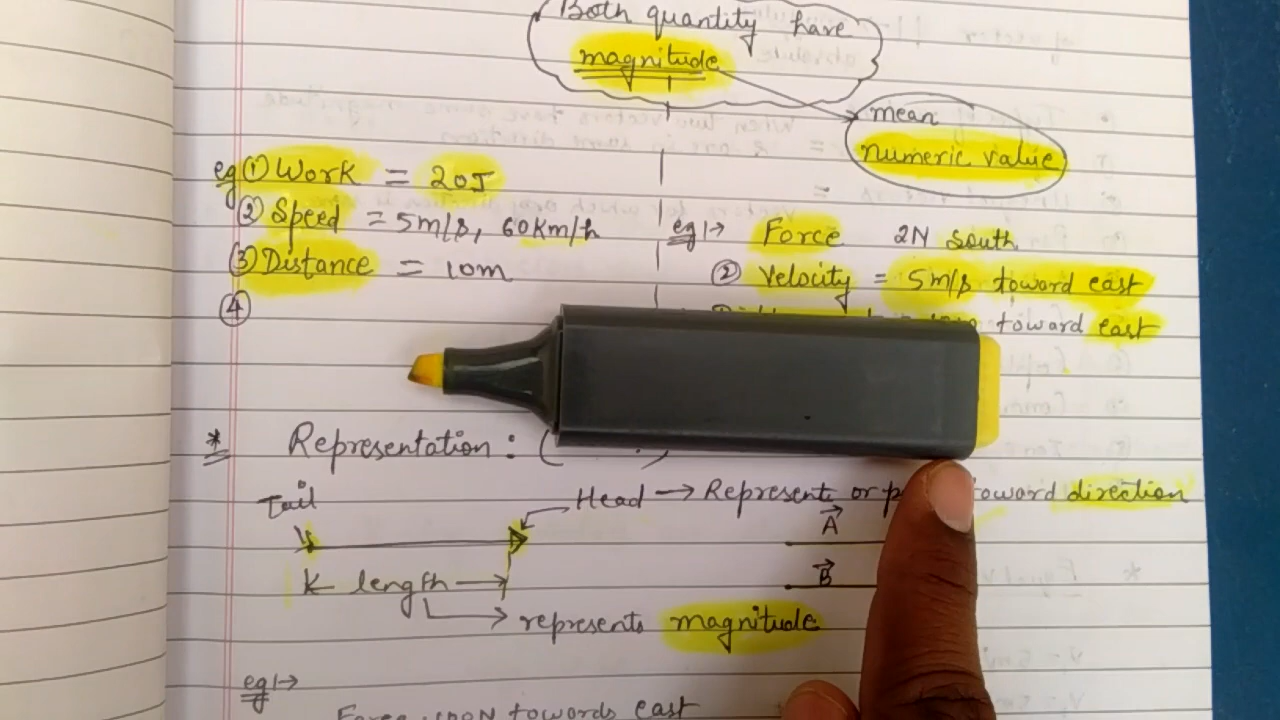 Both quantity have
magnitude
mean
numeric value
eg ① Work = 20J
② Speed = 5m/s, 60Km/h
③ Distance = 10m
④
eg → Force 2N south
② Velocity = 5m/s toward east
toward east
* Representation : (
Tail
Head → Represents or toward direction
A
B
length
represents magnitude
eg →
Force towards east